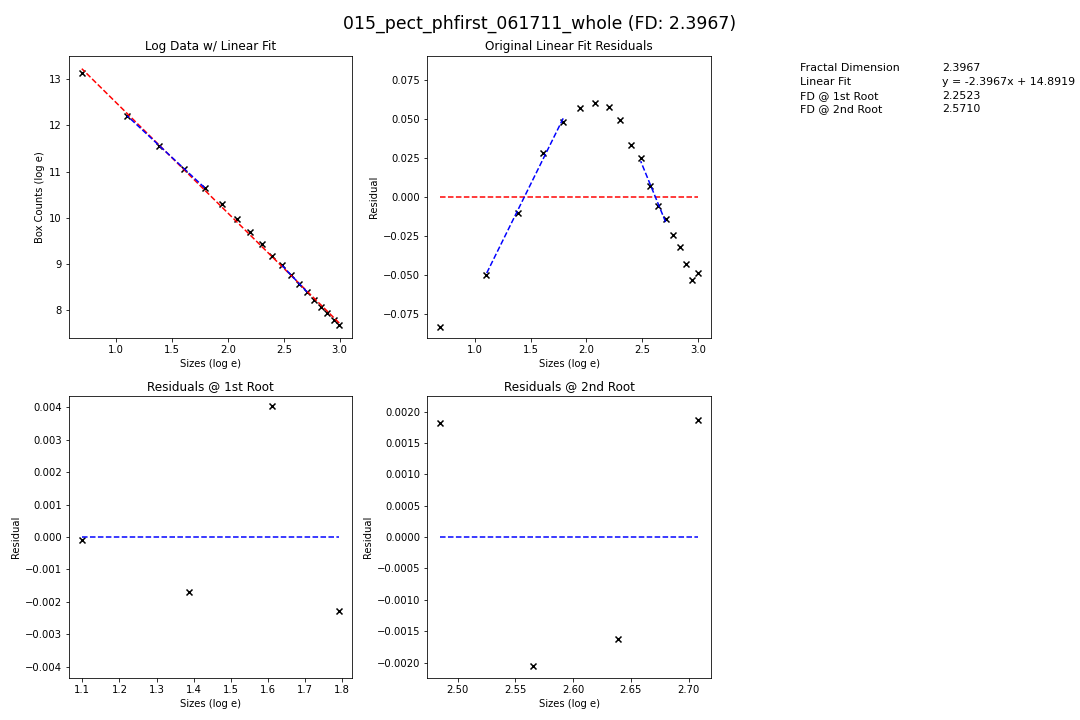 015_pect_phfirst_061711_whole (FD: 2.3967)
Log Data w/ Linear Fit
13
12
11
10
9
8
1.0 1.5 2.0 2.5 3.0
Box Counts (log e)
Sizes (log e)
Original Linear Fit Residuals
0.075
0.050
0.025
0.000
−0.025
−0.050
−0.075
1.0 1.5 2.0 2.5 3.0
Residual
Sizes (log e)
Fractal Dimension 2.3967
Linear Fit y = -2.3967x + 14.8919
FD @ 1st Root 2.2523
FD @ 2nd Root 2.5710
Residuals @ 1st Root
0.004
0.003
0.002
0.001
0.000
−0.001
−0.002
−0.003
−0.004
1.1 1.2 1.3 1.4 1.5 1.6 1.7 1.8
Residual
Sizes (log e)
Residuals @ 2nd Root
0.0020
0.0015
0.0010
0.0005
0.0000
−0.0005
−0.0010
−0.0015
−0.0020
2.50 2.55 2.60 2.65 2.70
Residual
Sizes (log e)